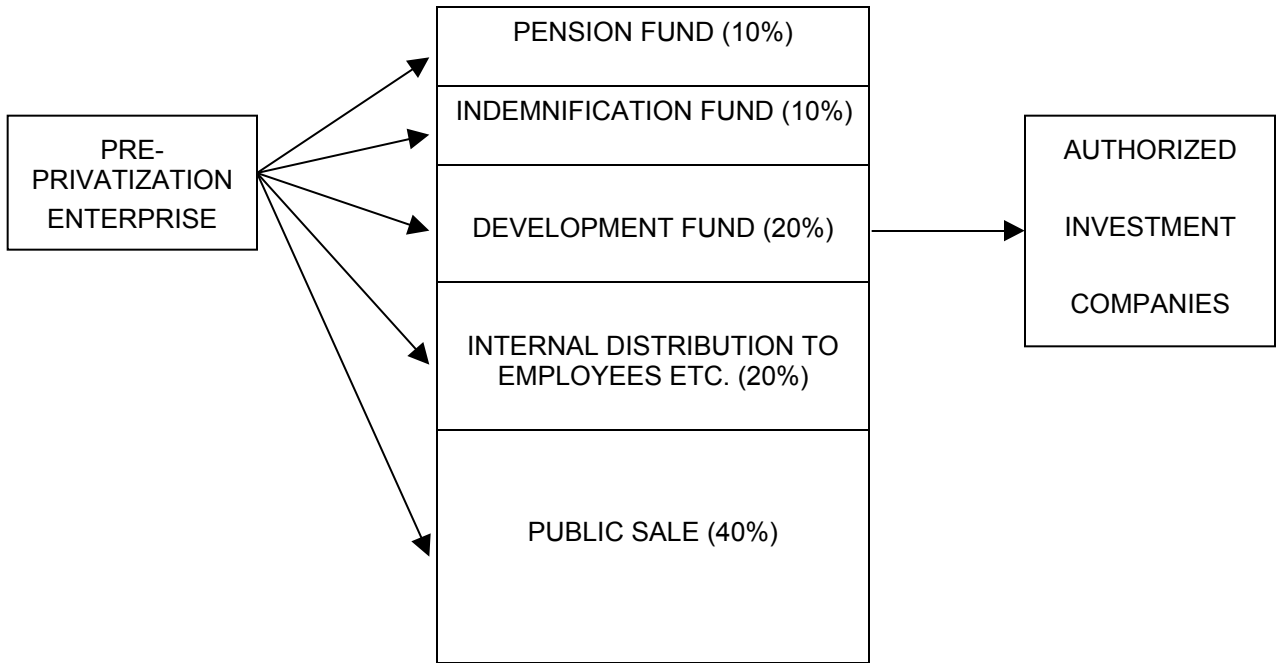 PRE-
PRIVATIZATION
ENTERPRISE
PENSION FUND (10%)
INDEMNIFICATION FUND (10%)
DEVELOPMENT FUND (20%)
INTERNAL DISTRIBUTION TO
EMPLOYEES ETC. (20%)
PUBLIC SALE (40%)
AUTHORIZED
INVESTMENT
COMPANIES